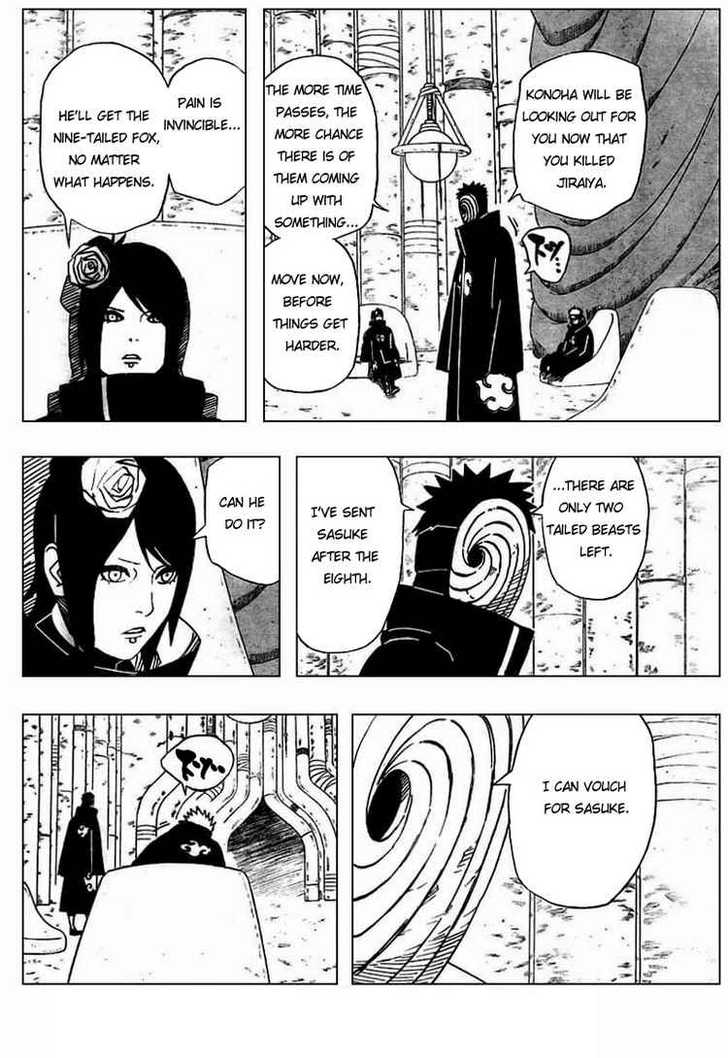 KONOHA WILL BE
LOOKING OUT FOR
YOU NOW THAT
YOU KILLED
JIRAIYA.
THE MORE TIME
PASSES, THE
MORE CHANCE
THERE IS OF
THEM COMING
UP WITH
SOMETHING...
MOVE NOW,
BEFORE
THINGS GET
HARDER.
PAIN IS
INVINCIBLE...
HE'LL GET THE
NINE-TAILED FOX,
NO MATTER
WHAT HAPPENS.
...THERE ARE
ONLY TWO
TAILED BEASTS
LEFT.
I'VE SENT
SASUKE
AFTER THE
EIGHTH.
CAN HE
DO IT?
I CAN VOUCH
FOR SASUKE.